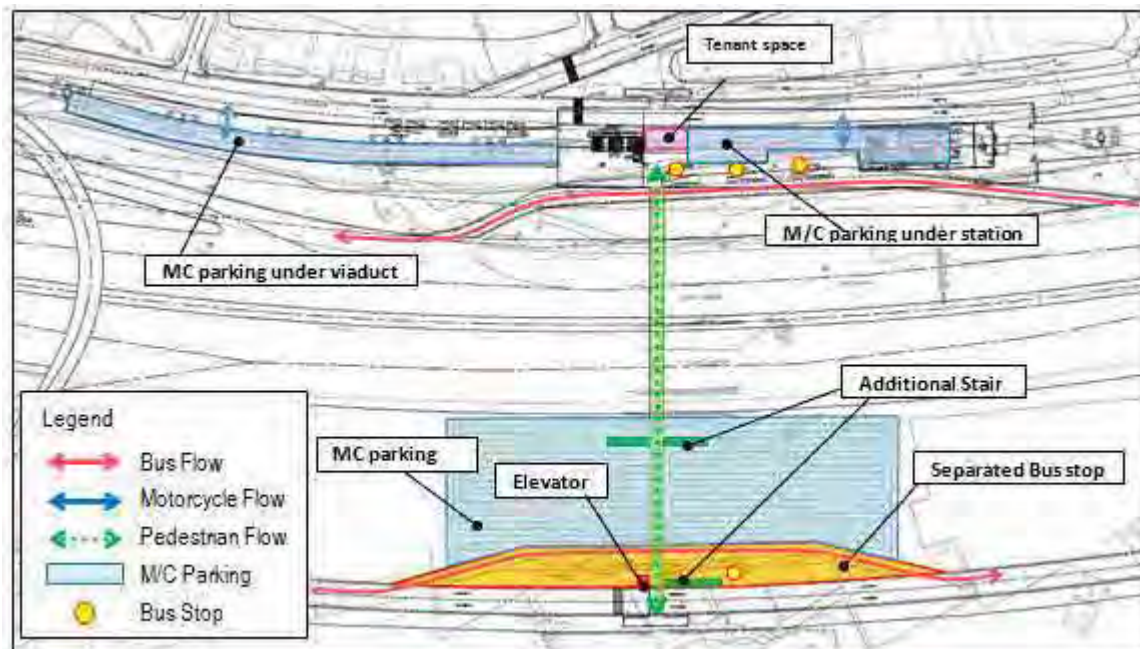 Tenant space
M/C parking under station
MC parking under viaduct
Additional Stair
MC parking
Elevator
Separated Bus stop
Legend
Bus Flow
Motorcycle Flow
Pedestrian Flow
M/C Parking
Bus Stop